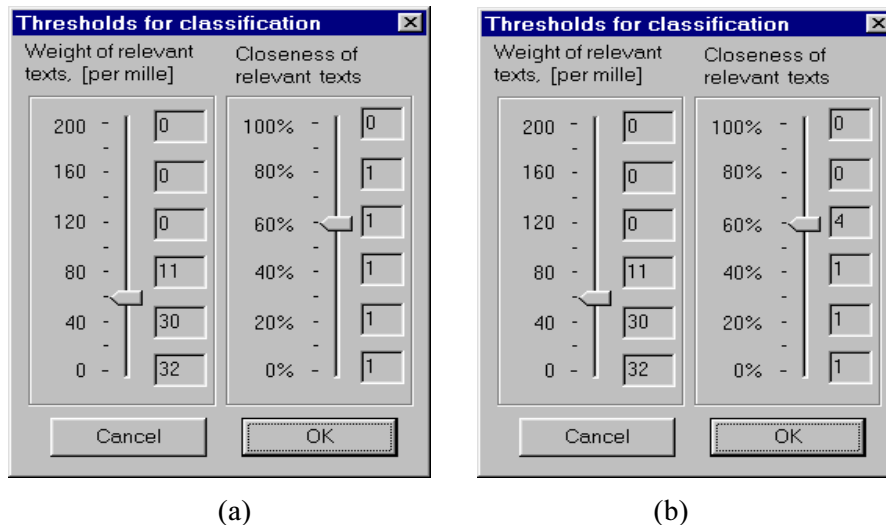 Thresholds for classification
Weight of relevant texts, [per mille]
Closeness of relevant texts
200 - 0
160 - 0
120 - 0
80 - 11
40 - 30
0 - 32
100% - 0
80% - 1
60% - 1
40% - 1
20% - 1
0% - 1
Cancel
OK
(a)
Thresholds for classification
Weight of relevant texts, [per mille]
Closeness of relevant texts
200 - 0
160 - 0
120 - 0
80 - 11
40 - 30
0 - 32
100% - 0
80% - 0
60% - 4
40% - 1
20% - 1
0% - 1
Cancel
OK
(b)